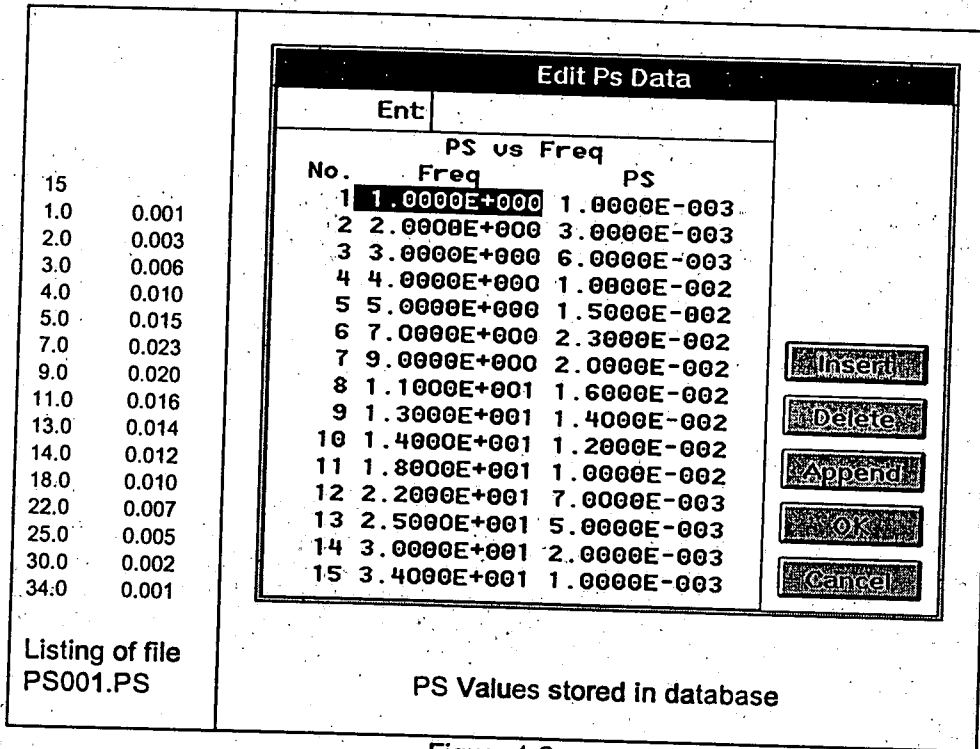 15
1.0 0.001
2.0 0.003
3.0 0.006
4.0 0.010
5.0 0.015
7.0 0.023
9.0 0.020
11.0 0.016
13.0 0.014
14.0 0.012
18.0 0.010
22.0 0.007
25.0 0.005
30.0 0.002
34.0 0.001
Listing of file
PS001.PS
Edit Ps Data
Ent
PS vs Freq
No. Freq PS
1 1.0000E+000 1.0000E-003
2 2.0000E+000 3.0000E-003
3 3.0000E+000 6.0000E-003
4 4.0000E+000 1.0000E-002
5 5.0000E+000 1.5000E-002
6 7.0000E+000 2.3000E-002
7 9.0000E+000 2.0000E-002
8 1.1000E+001 1.6000E-002
9 1.3000E+001 1.4000E-002
10 1.4000E+001 1.2000E-002
11 1.8000E+001 1.0000E-002
12 2.2000E+001 7.0000E-003
13 2.5000E+001 5.0000E-003
14 3.0000E+001 2.0000E-003
15 3.4000E+001 1.0000E-003
Insert
Delete
Append
OK
Cancel
PS Values stored in database